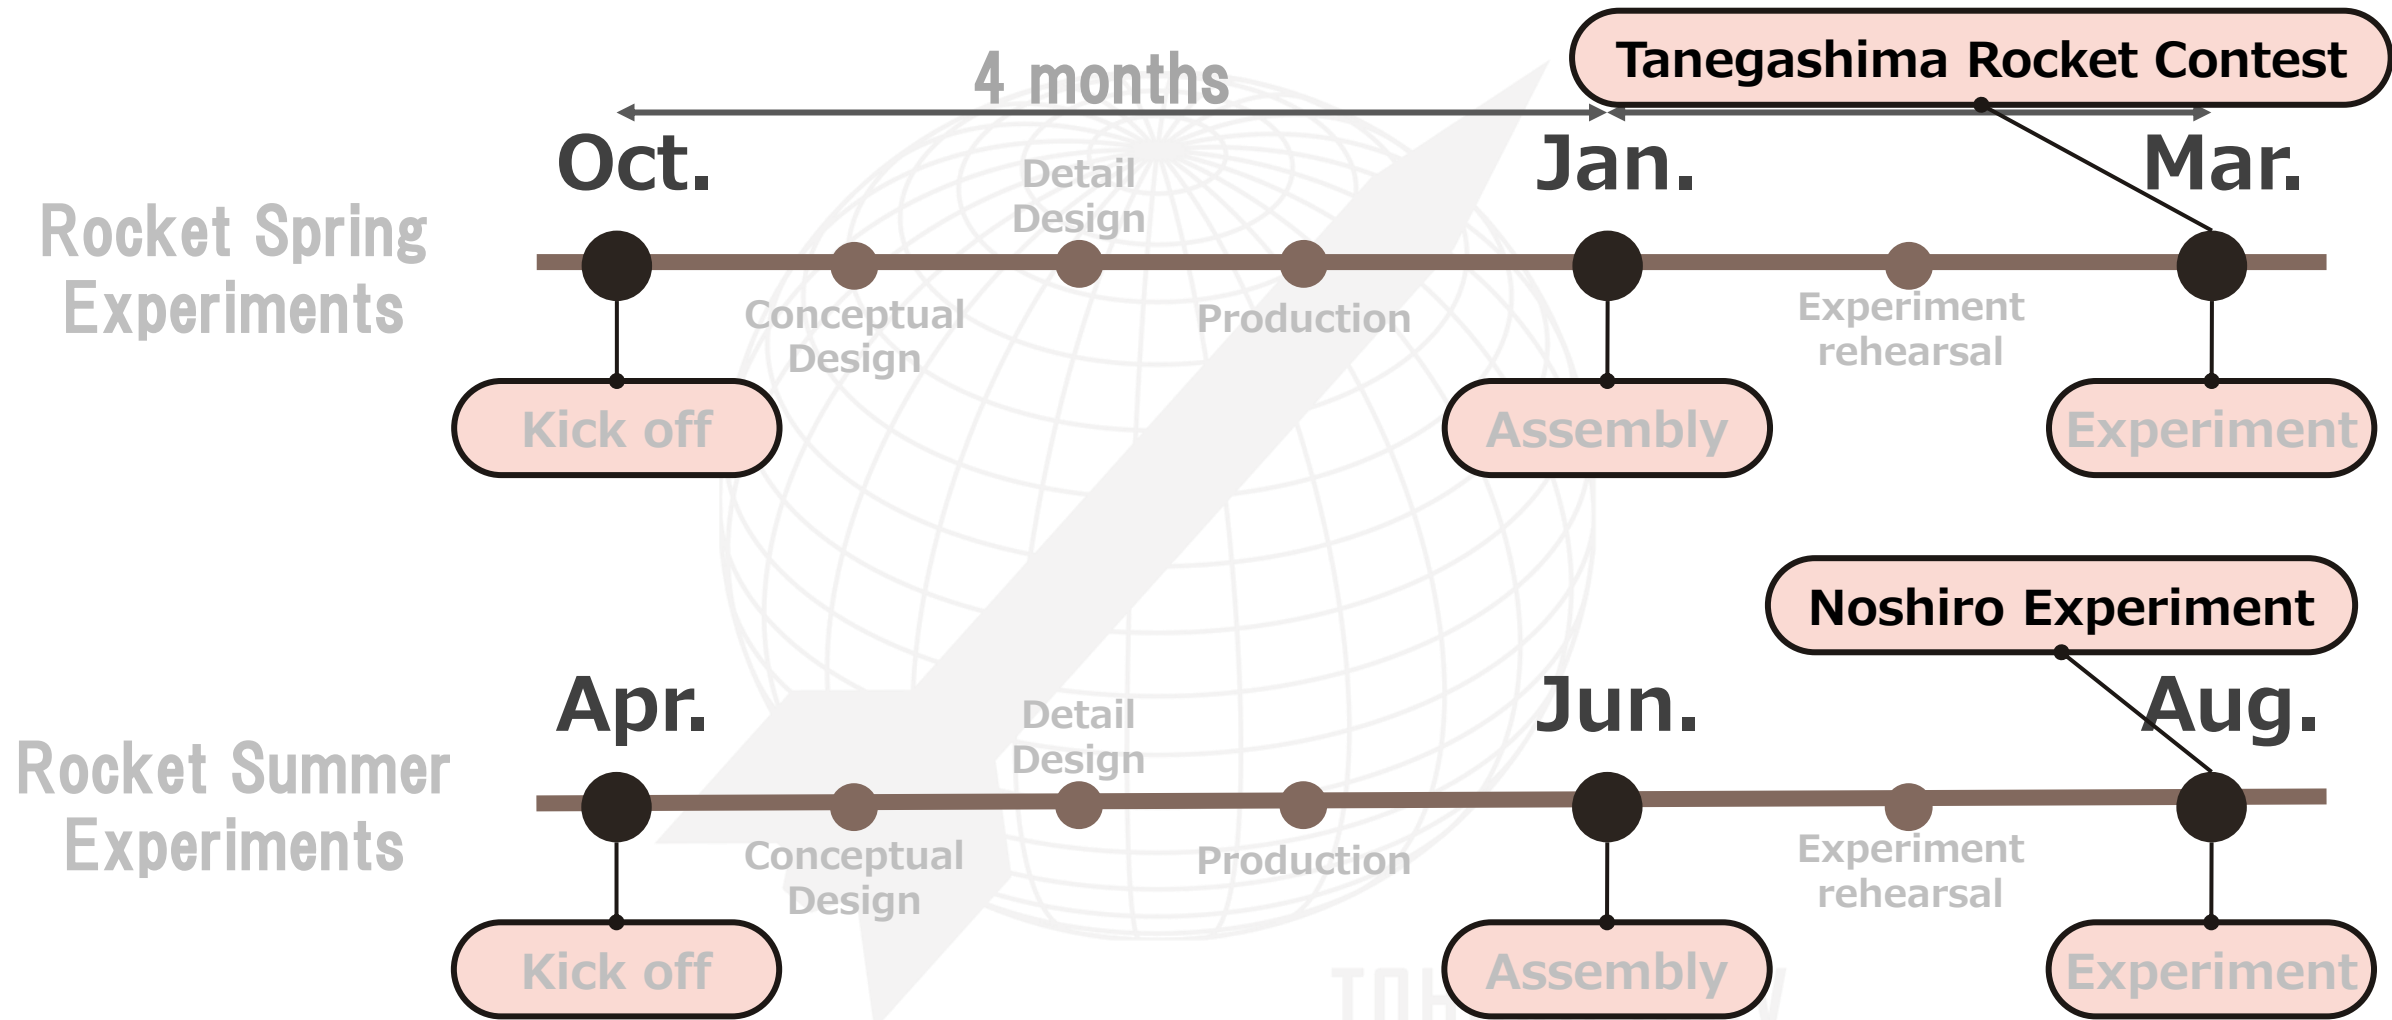 Tanegashima Rocket Contest
4 months
Oct.
Jan.
Mar.
Detail
Design
Rocket Spring
Experiments
Conceptual
Design
Production
Experiment
rehearsal
Kick off
Assembly
Experiment
Noshiro Experiment
Apr.
Jun.
Aug.
Detail
Design
Rocket Summer
Experiments
Conceptual
Design
Production
Experiment
rehearsal
Kick off
Assembly
Experiment